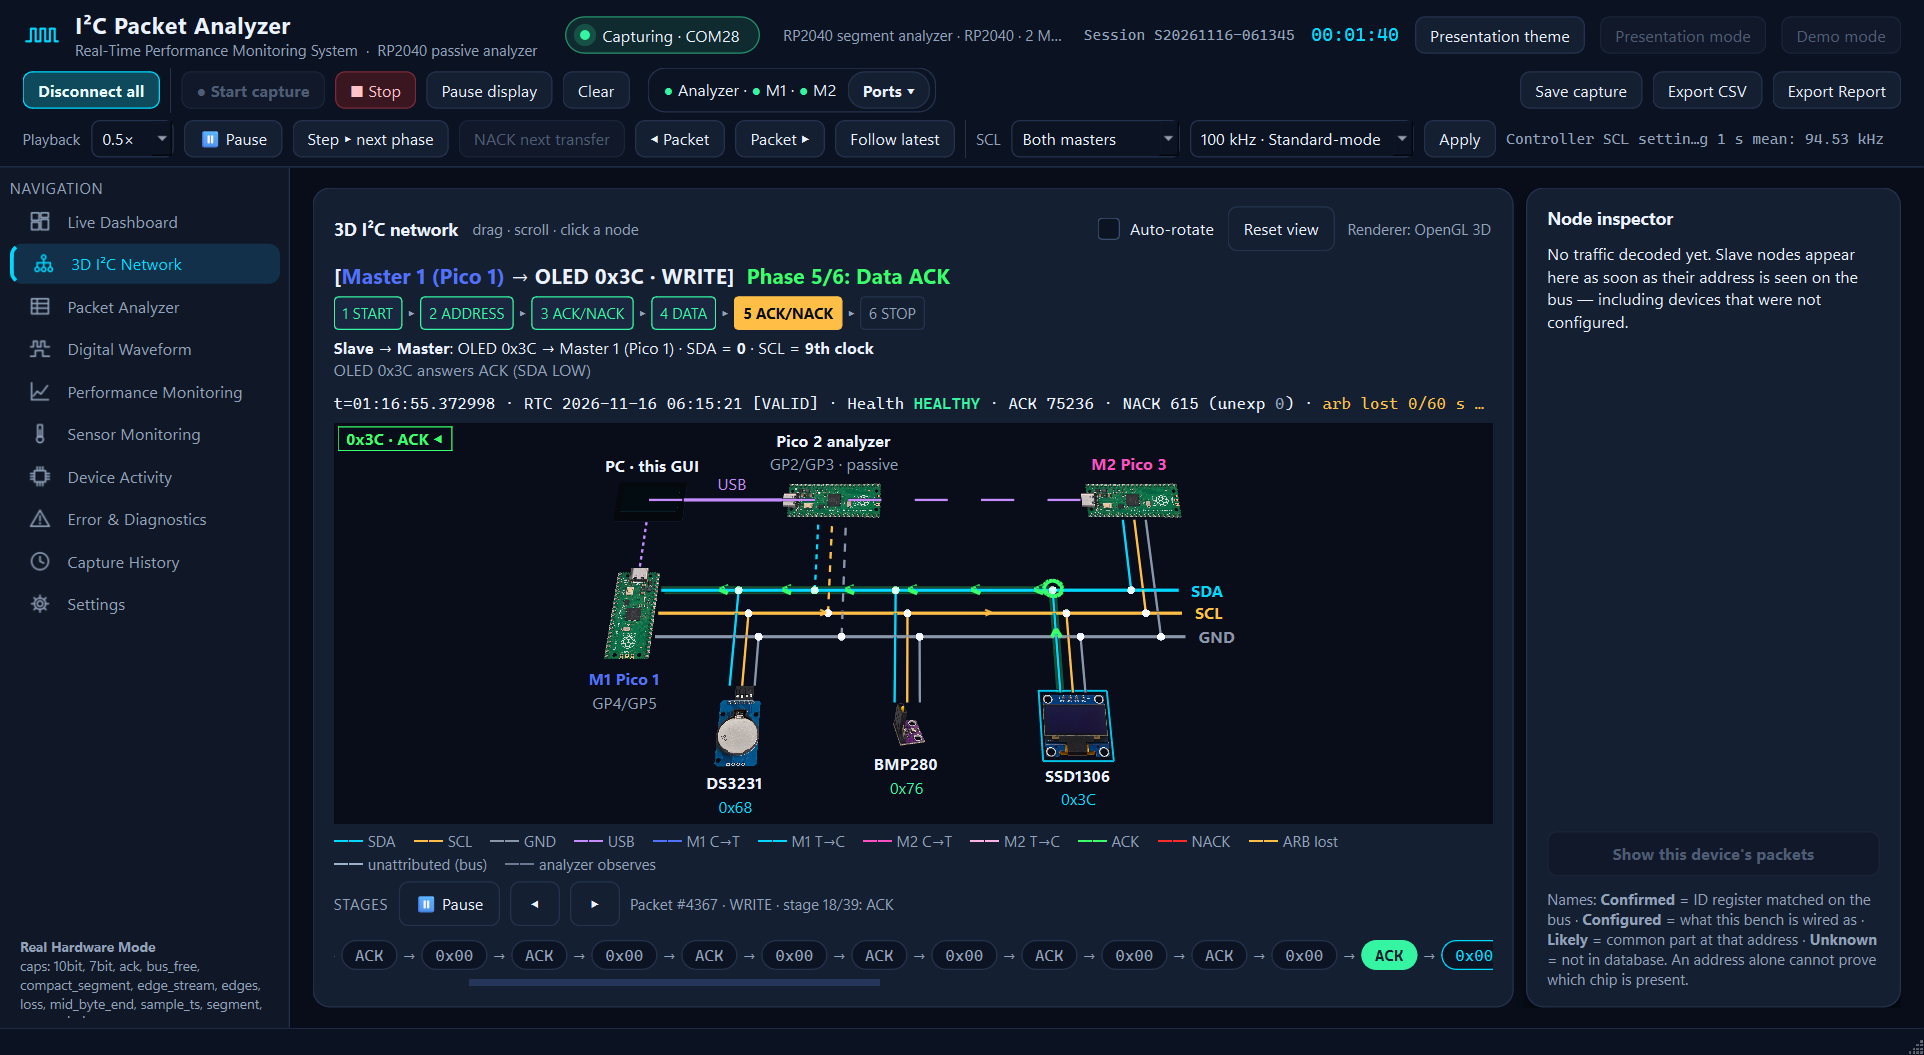 I²C Packet Analyzer
Real-Time Performance Monitoring System · RP2040 passive analyzer
Capturing · COM28
RP2040 segment analyzer · RP2040 · 2 M...
Session S20261116-061345
00:01:40
Presentation theme
Presentation mode
Demo mode
Disconnect all
● Start capture
■ Stop
Pause display
Clear
● Analyzer · ● M1 · ● M2
Ports ▾
Save capture
Export CSV
Export Report
Playback
0.5×
⏸ Pause
Step ▸ next phase
NACK next transfer
◂ Packet
Packet ▸
Follow latest
SCL
Both masters
100 kHz · Standard-mode
Apply
Controller SCL settin…g 1 s mean: 94.53 kHz
NAVIGATION
Live Dashboard
3D I²C Network
Packet Analyzer
Digital Waveform
Performance Monitoring
Sensor Monitoring
Device Activity
Error & Diagnostics
Capture History
Settings
Real Hardware Mode
caps: 10bit, 7bit, ack, bus_free,
compact_segment, edge_stream, edges,
loss, mid_byte_end, sample_ts, segment,
3D I²C network
drag · scroll · click a node
Auto-rotate
Reset view
Renderer: OpenGL 3D
[Master 1 (Pico 1) → OLED 0x3C · WRITE] Phase 5/6: Data ACK
1 START ▸ 2 ADDRESS ▸ 3 ACK/NACK ▸ 4 DATA ▸ 5 ACK/NACK ▸ 6 STOP
Slave → Master: OLED 0x3C → Master 1 (Pico 1) · SDA = 0 · SCL = 9th clock
OLED 0x3C answers ACK (SDA LOW)
t=01:16:55.372998 · RTC 2026-11-16 06:15:21 [VALID] · Health HEALTHY · ACK 75236 · NACK 615 (unexp 0) · arb lost 0/60 s …
0x3C · ACK ◂
PC · this GUI
USB
Pico 2 analyzer
GP2/GP3 · passive
M2 Pico 3
SDA
SCL
GND
M1 Pico 1
GP4/GP5
DS3231
0x68
BMP280
0x76
SSD1306
0x3C
SDA
SCL
GND
USB
M1 C→T
M1 T→C
M2 C→T
M2 T→C
ACK
NACK
ARB lost
unattributed (bus)
analyzer observes
STAGES
⏸ Pause
◂
▸
Packet #4367 · WRITE · stage 18/39: ACK
ACK → 0x00 → ACK → 0x00 → ACK → 0x00 → ACK → 0x00 → ACK → 0x00 → ACK → 0x00 → ACK → 0x00
Node inspector
No traffic decoded yet. Slave nodes appear
here as soon as their address is seen on the
bus — including devices that were not
configured.
Show this device's packets
Names: Confirmed = ID register matched on the
bus · Configured = what this bench is wired as ·
Likely = common part at that address · Unknown
= not in database. An address alone cannot prove
which chip is present.